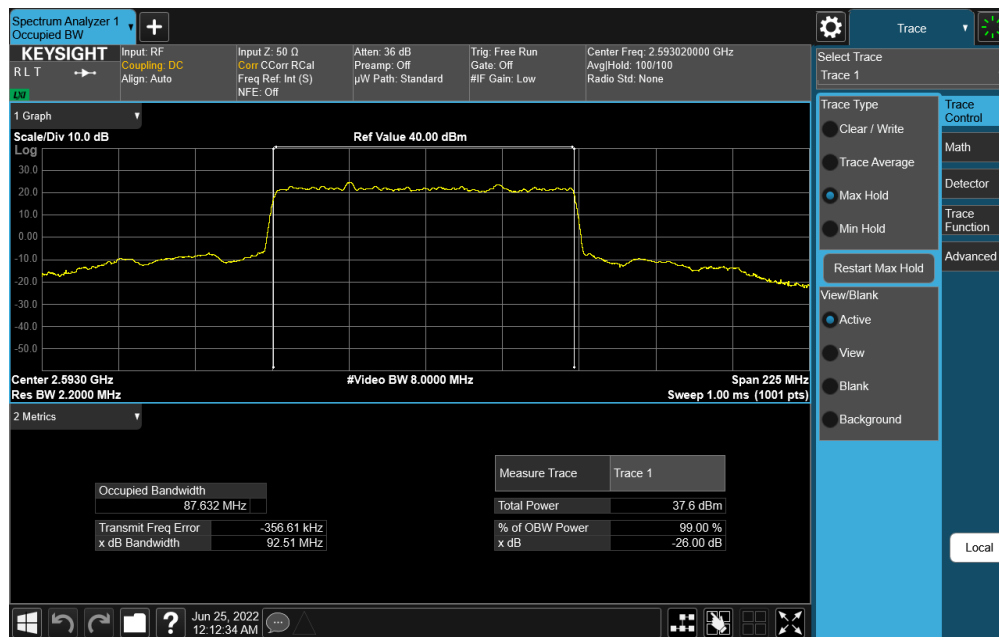 Spectrum Analyzer 1
Occupied BW
Trace
KEYSIGHT
R L T
LXI
Input: RF
Coupling: DC
Align: Auto
Input Z: 50 Ω
Corr CCorr RCal
Freq Ref: Int (S)
NFE: Off
Atten: 36 dB
Preamp: Off
µW Path: Standard
Trig: Free Run
Gate: Off
#IF Gain: Low
Center Freq: 2.593020000 GHz
Avg|Hold: 100/100
Radio Std: None
Select Trace
Trace 1
1 Graph
Scale/Div 10.0 dB
Ref Value 40.00 dBm
Log
30.0
20.0
10.0
0.00
-10.0
-20.0
-30.0
-40.0
-50.0
Center 2.5930 GHz
#Video BW 8.0000 MHz
Span 225 MHz
Res BW 2.2000 MHz
Sweep 1.00 ms (1001 pts)
2 Metrics
Measure Trace
Trace 1
Occupied Bandwidth
87.632 MHz
Total Power
37.6 dBm
Transmit Freq Error
-356.61 kHz
% of OBW Power
99.00 %
x dB Bandwidth
92.51 MHz
x dB
-26.00 dB
Trace Type
Clear / Write
Trace Average
Max Hold
Min Hold
Restart Max Hold
View/Blank
Active
View
Blank
Background
Trace
Control
Math
Detector
Trace
Function
Advanced
Local
?
Jun 25, 2022
12:12:34 AM